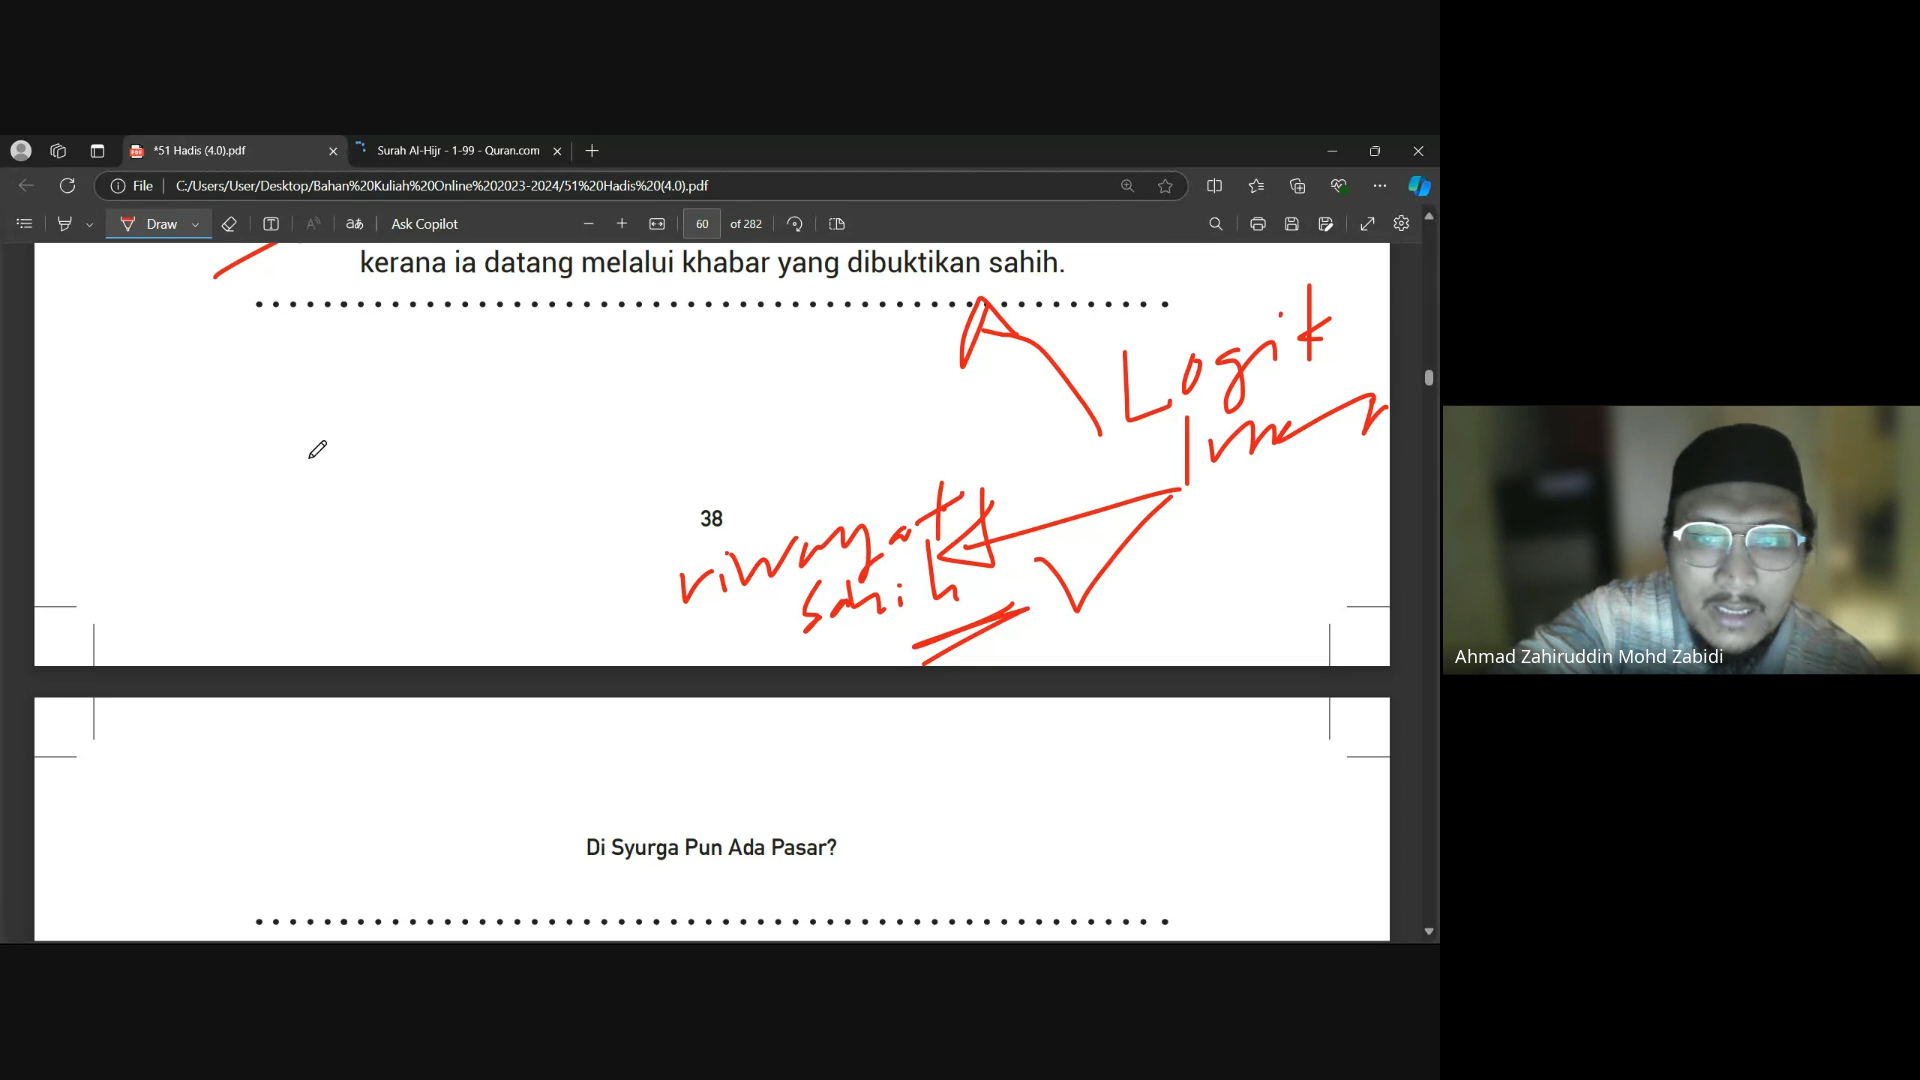 *51 Hadis (4.0).pdf
Surah Al-Hijr - 1-99 - Quran.com
File
C:/Users/User/Desktop/Bahan%20Kuliah%20Online%202023-2024/51%20Hadis%20(4.0).pdf
Draw
aあ
Ask Copilot
60 of 282
kerana ia datang melalui khabar yang dibuktikan sahih.
Logik
38
riwayat
sahih
Di Syurga Pun Ada Pasar?
Ahmad Zahiruddin Mohd Zabidi